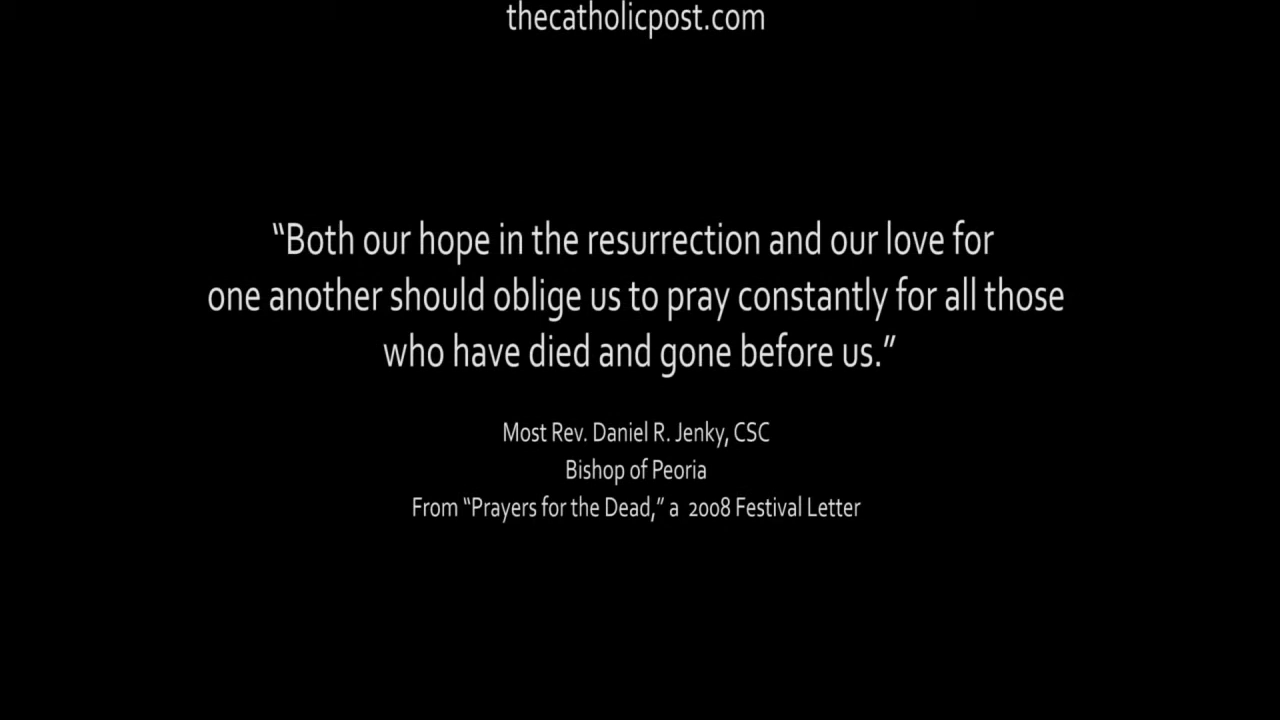 thecatholicpost.com
“Both our hope in the resurrection and our love for
one another should oblige us to pray constantly for all those
who have died and gone before us.”
Most Rev. Daniel R. Jenky, CSC
Bishop of Peoria
From “Prayers for the Dead,” a 2008 Festival Letter